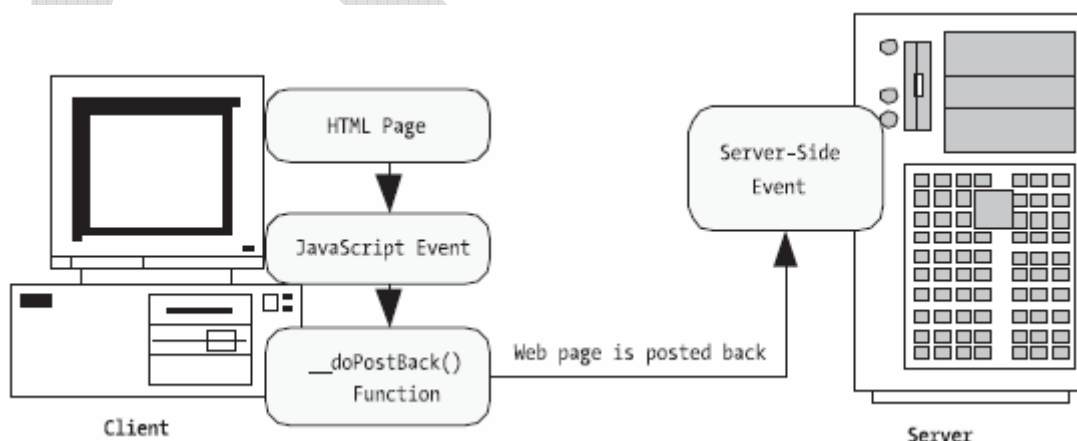 HTML Page
JavaScript Event
__doPostBack()
Function
Client
Web page is posted back
Server-Side
Event
Server